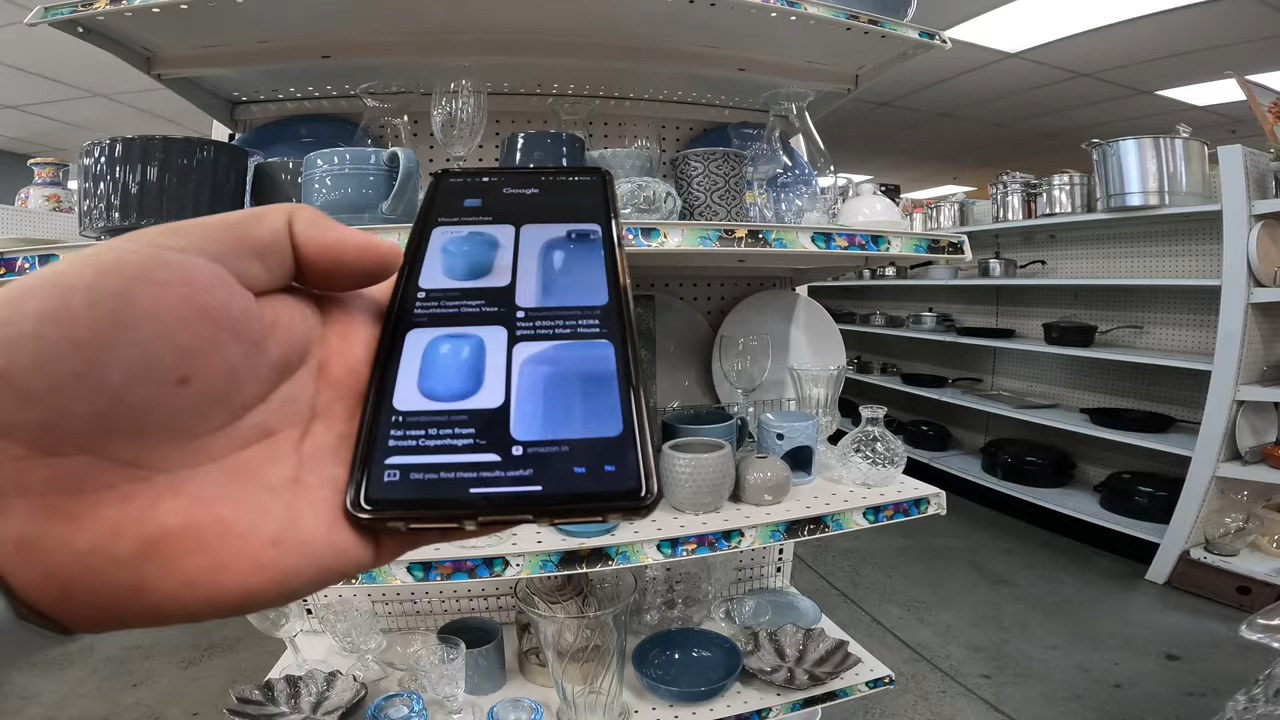 Google
Visual matches
Broste Copenhagen
Mouthblown Glass Vase ...
Vase Ø30x70 cm KEIRA
glass navy blue– House ...
nordicnest.com
Kai vase 10 cm from
Broste Copenhagen -...
amazon.in
Did you find these results useful?
Yes
No